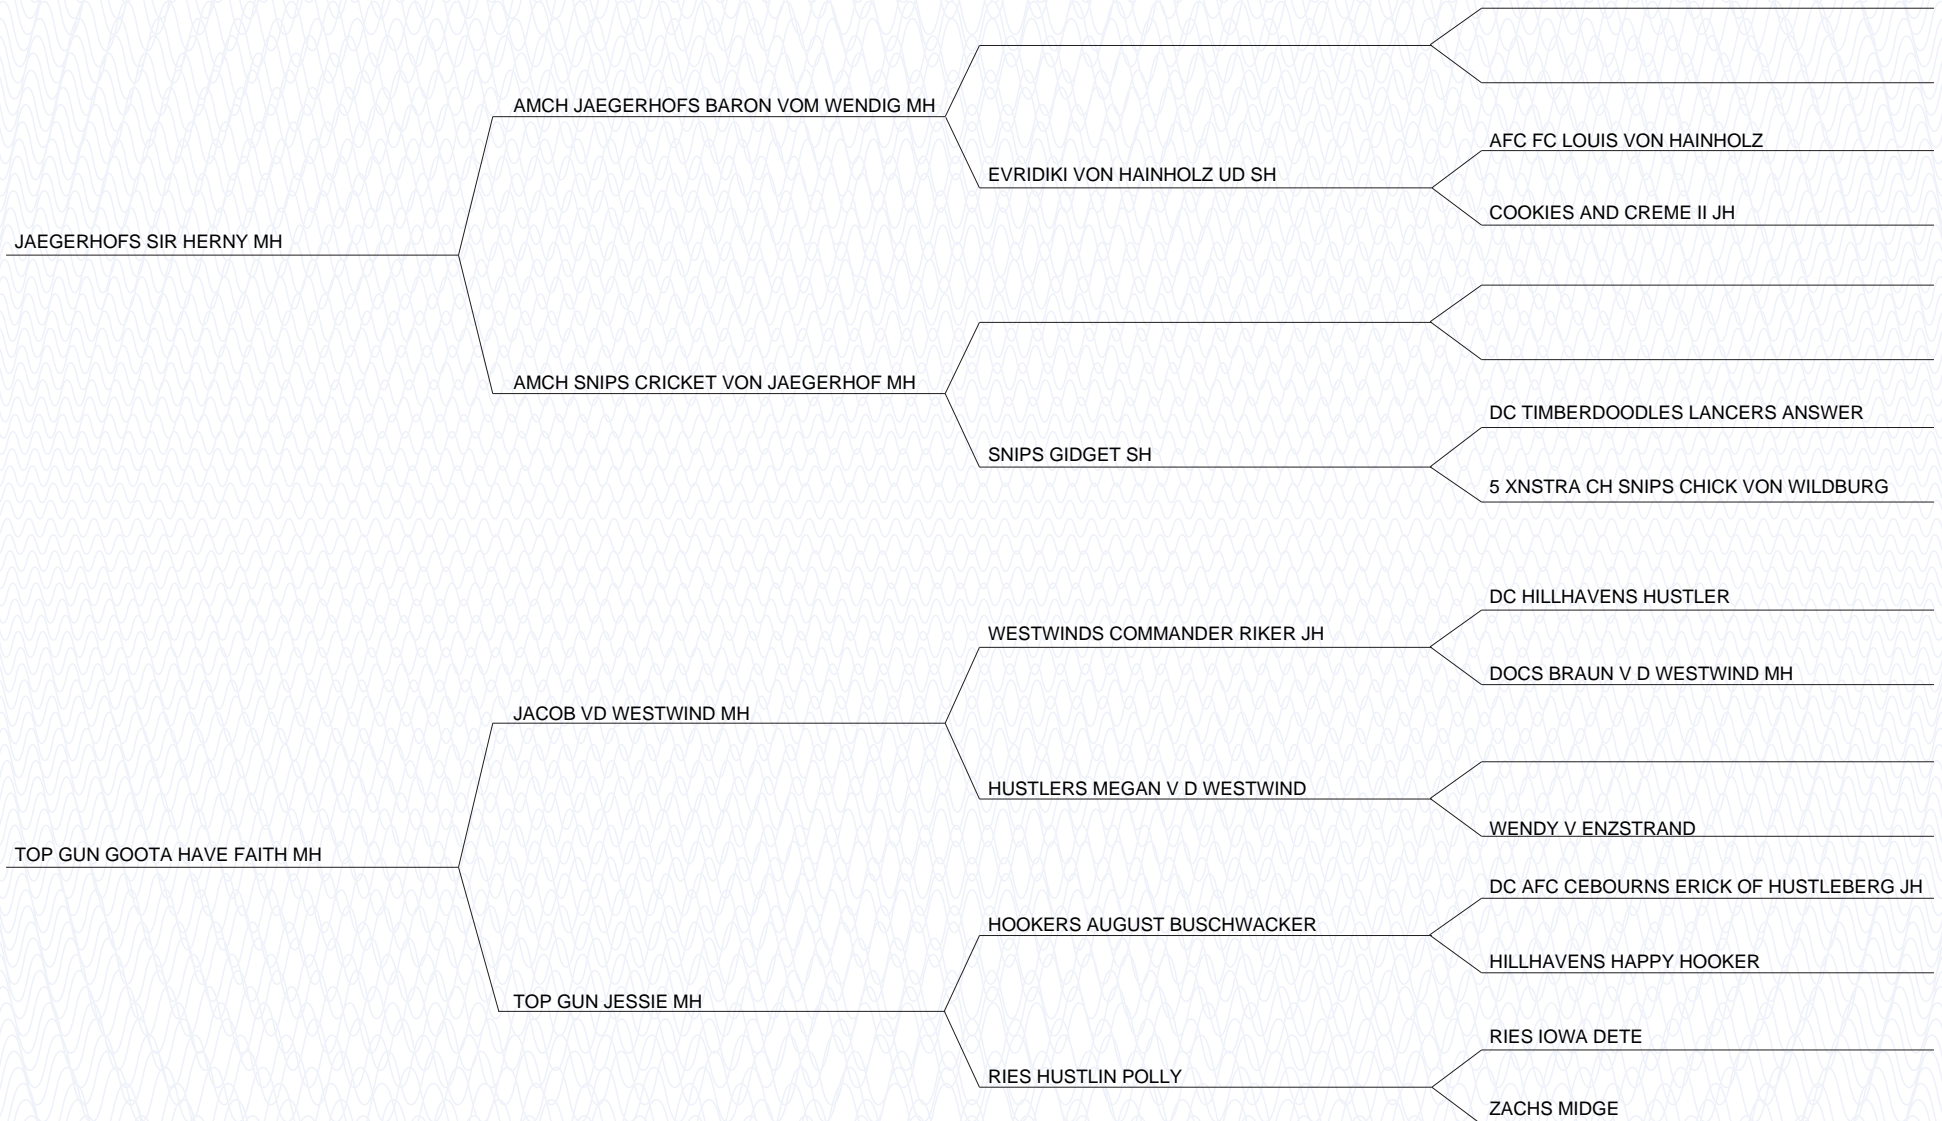 AMCH JAEGERHOFS BARON VOM WENDIG MH
AFC FC LOUIS VON HAINHOLZ
EVRIDIKI VON HAINHOLZ UD SH
COOKIES AND CREME II JH
JAEGERHOFS SIR HERNY MH
AMCH SNIPS CRICKET VON JAEGERHOF MH
DC TIMBERDOODLES LANCERS ANSWER
SNIPS GIDGET SH
5 XNSTRA CH SNIPS CHICK VON WILDBURG
DC HILLHAVENS HUSTLER
WESTWINDS COMMANDER RIKER JH
DOCS BRAUN V D WESTWIND MH
JACOB VD WESTWIND MH
HUSTLERS MEGAN V D WESTWIND
WENDY V ENZSTRAND
TOP GUN GOOTA HAVE FAITH MH
DC AFC CEBOURNS ERICK OF HUSTLEBERG JH
HOOKERS AUGUST BUSCHWACKER
HILLHAVENS HAPPY HOOKER
TOP GUN JESSIE MH
RIES IOWA DETE
RIES HUSTLIN POLLY
ZACHS MIDGE